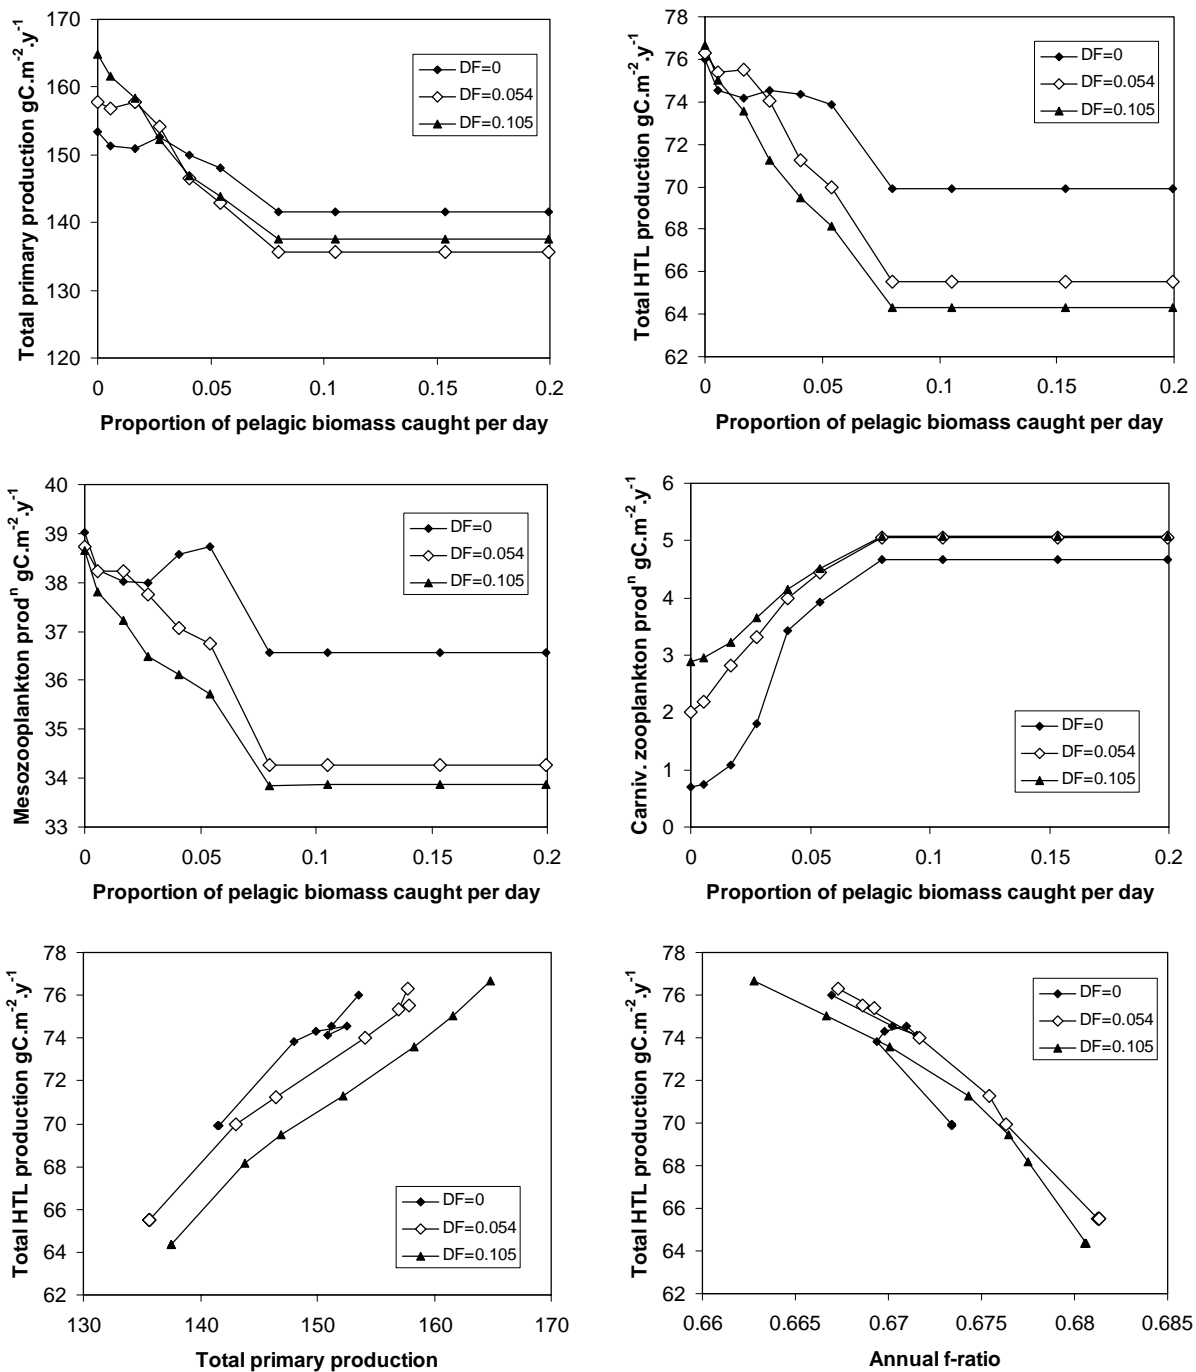 Total primary production gC.m⁻².y⁻¹
170
160
150
140
130
120
0 0.05 0.1 0.15 0.2
Proportion of pelagic biomass caught per day
DF=0
DF=0.054
DF=0.105
Total HTL production gC.m⁻².y⁻¹
78
76
74
72
70
68
66
64
62
0 0.05 0.1 0.15 0.2
Proportion of pelagic biomass caught per day
DF=0
DF=0.054
DF=0.105
Mesozooplankton prodⁿ gC.m⁻².y⁻¹
40
39
38
37
36
35
34
33
0 0.05 0.1 0.15 0.2
Proportion of pelagic biomass caught per day
DF=0
DF=0.054
DF=0.105
Carniv. zooplankton prodⁿ gC.m⁻².y⁻¹
6
5
4
3
2
1
0
0 0.05 0.1 0.15 0.2
Proportion of pelagic biomass caught per day
DF=0
DF=0.054
DF=0.105
Total HTL production gC.m⁻².y⁻¹
78
76
74
72
70
68
66
64
62
130 140 150 160 170
Total primary production
DF=0
DF=0.054
DF=0.105
Total HTL production gC.m⁻².y⁻¹
78
76
74
72
70
68
66
64
62
0.66 0.665 0.67 0.675 0.68 0.685
Annual f-ratio
DF=0
DF=0.054
DF=0.105